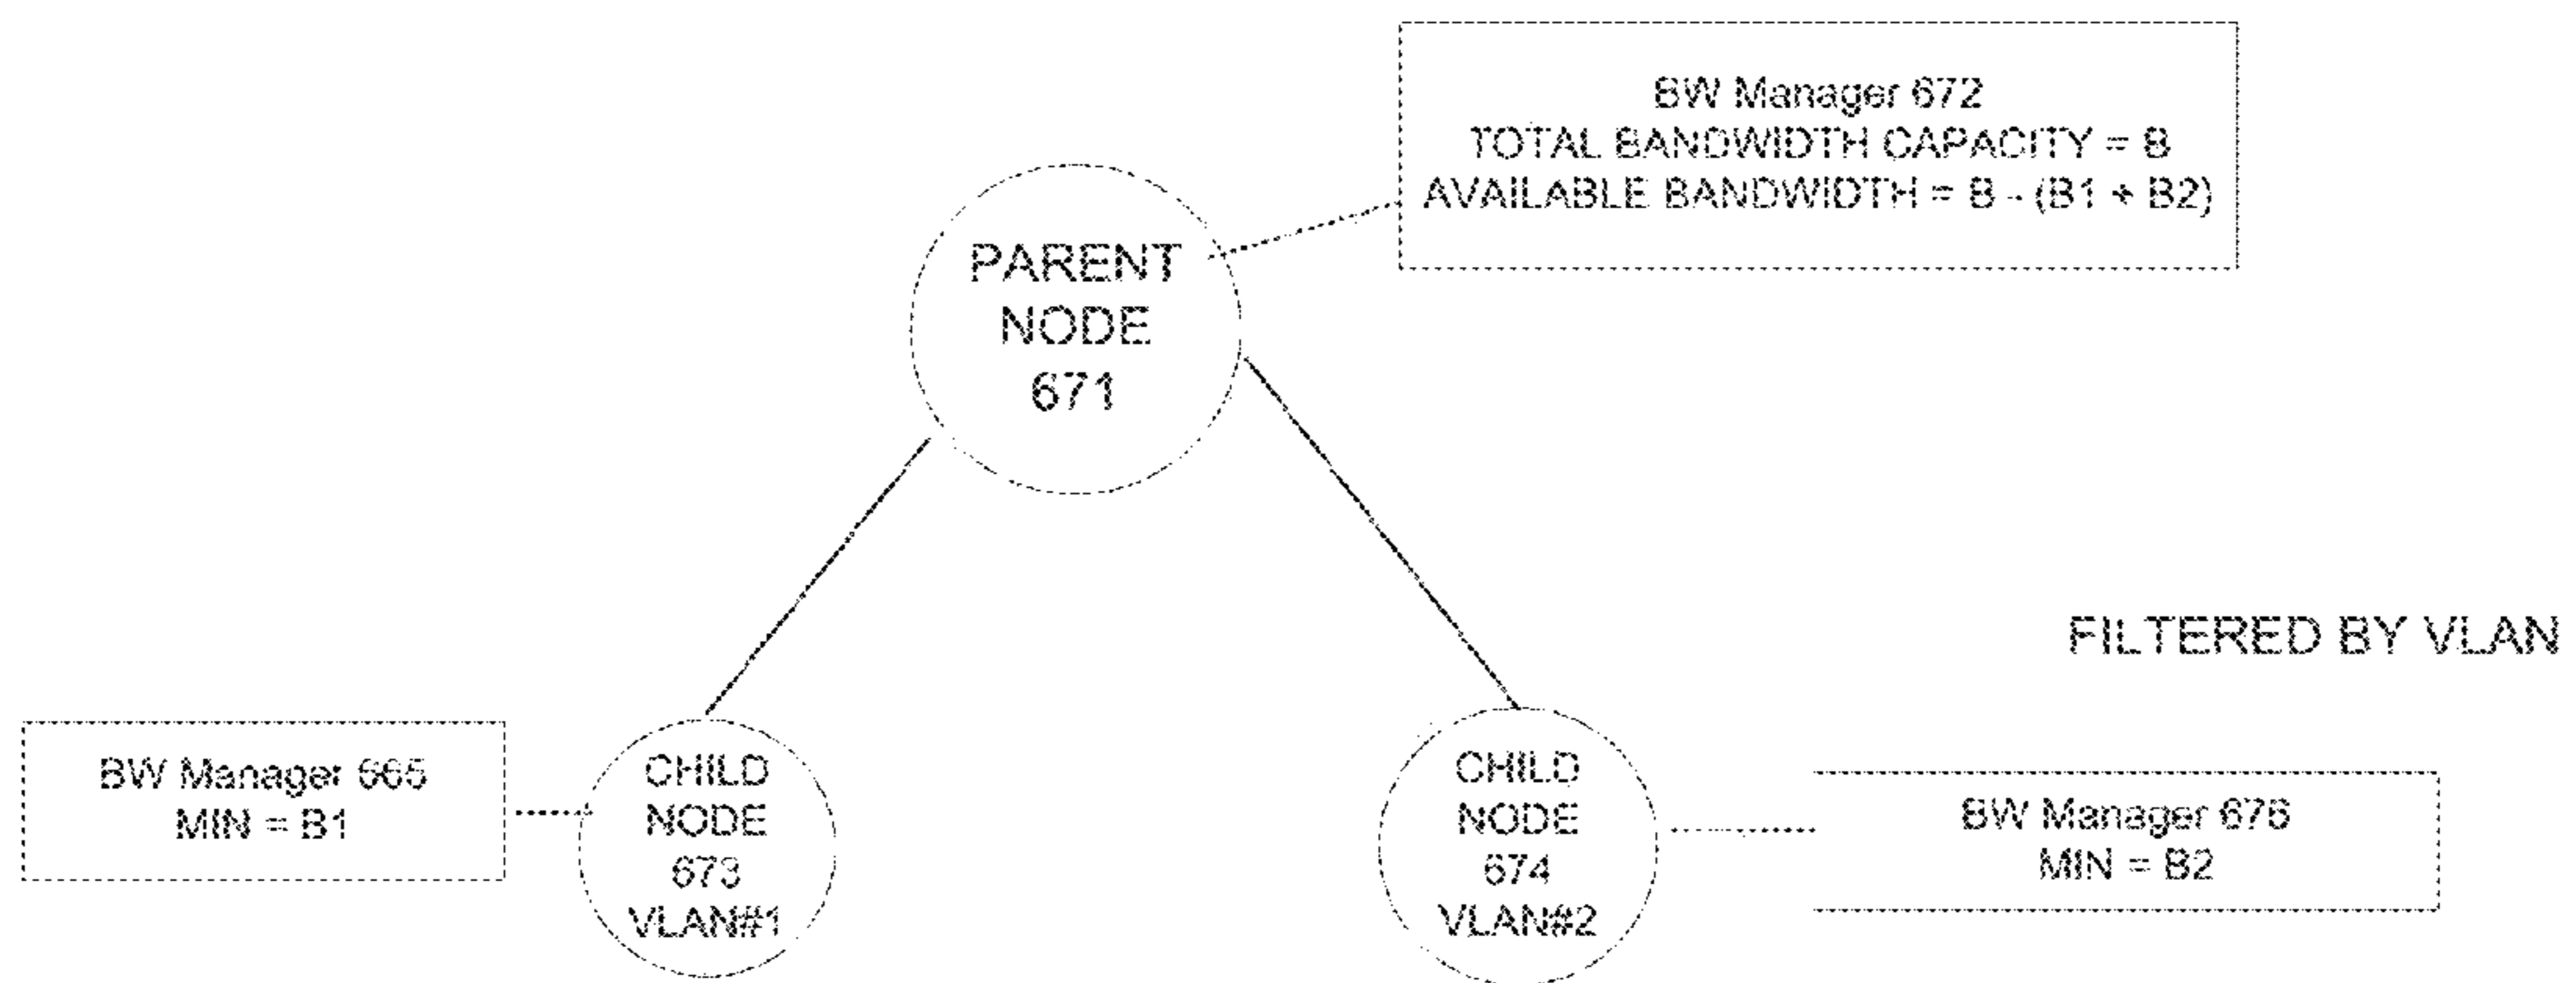 BW Manager 672
TOTAL BANDWIDTH CAPACITY = B
AVAILABLE BANDWIDTH = B - (B1 + B2)
PARENT
NODE
671
FILTERED BY VLAN
BW Manager 665
MIN = B1
CHILD
NODE
673
VLAN#1
CHILD
NODE
674
VLAN#2
BW Manager 676
MIN = B2